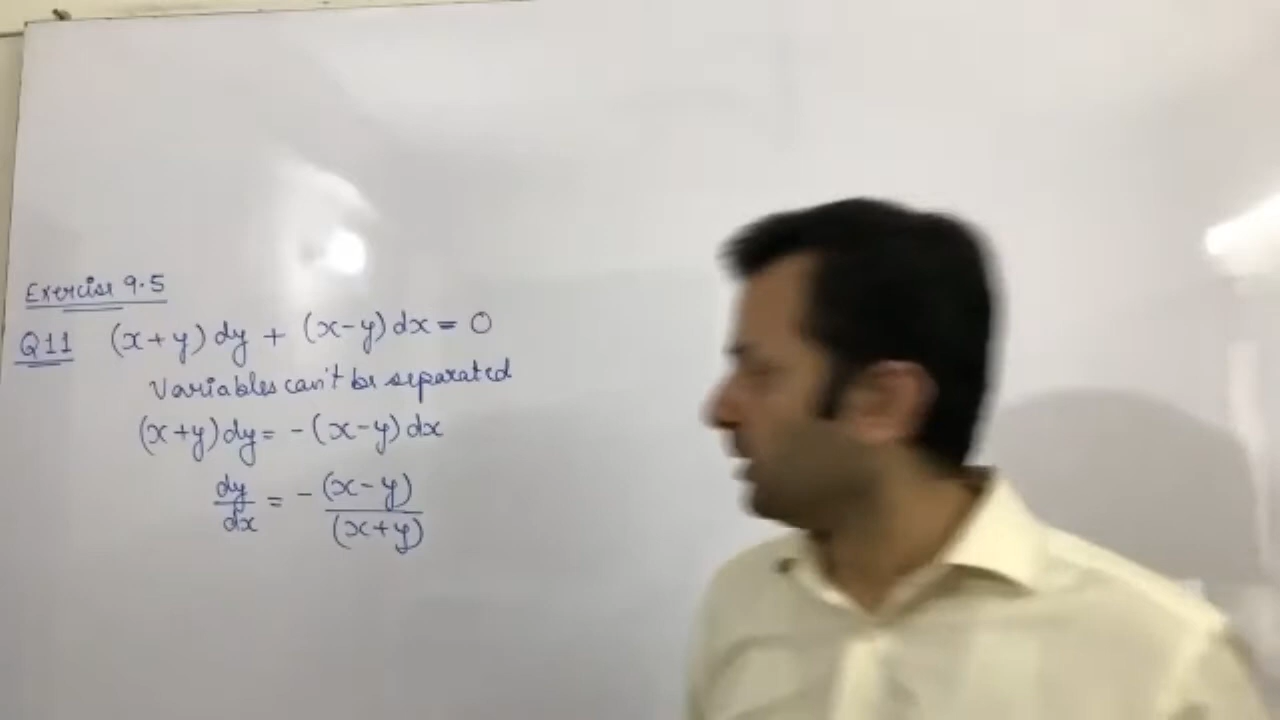 Exercise 9.5
Q11 (x+y) dy + (x-y) dx = 0
Variables can't be separated
(x+y) dy = -(x-y) dx
dy/dx = -(x-y)/(x+y)